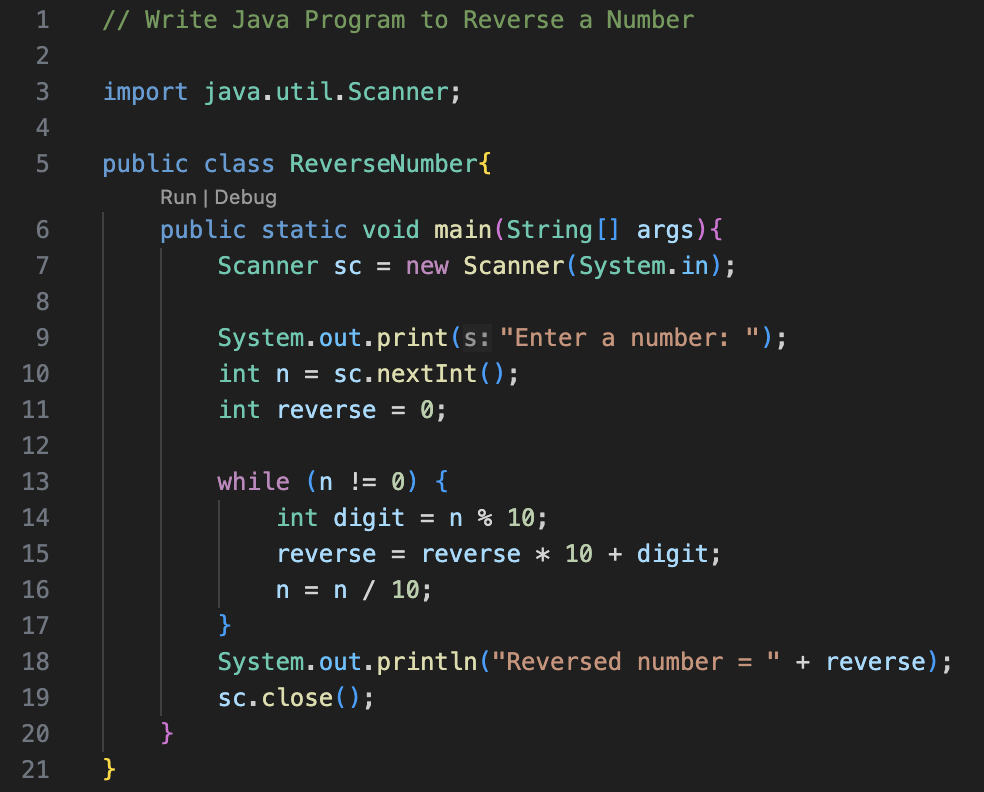 1 // Write Java Program to Reverse a Number
2
3 import java.util.Scanner;
4
5 public class ReverseNumber{
Run | Debug
6 public static void main(String[] args){
7 Scanner sc = new Scanner(System.in);
8
9 System.out.print(s: "Enter a number: ");
10 int n = sc.nextInt();
11 int reverse = 0;
12
13 while (n != 0) {
14 int digit = n % 10;
15 reverse = reverse * 10 + digit;
16 n = n / 10;
17 }
18 System.out.println("Reversed number = " + reverse);
19 sc.close();
20 }
21 }